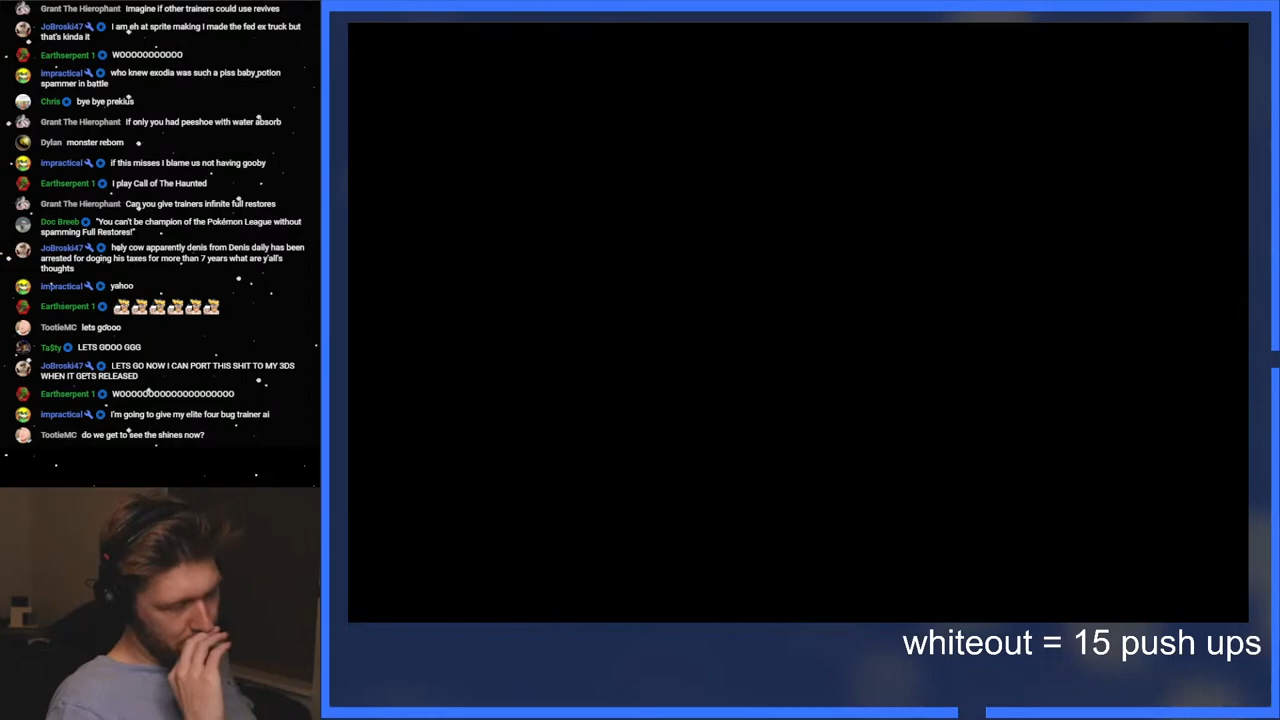 Grant The Hierophant Imagine if other trainers could use revives
JoBroski47 I am eh at sprite making I made the fed ex truck but
that's kinda it
Earthserpent 1 WOOOOOOOOOOO
impractical who knew exodia was such a piss baby potion
spammer in battle
Chris bye bye prekius
Grant The Hierophant If only you had peeshoe with water absorb
Dylan monster reborn
impractical if this misses I blame us not having gooby
Earthserpent 1 I play Call of The Haunted
Grant The Hierophant Can you give trainers infinite full restores
Doc Breeb "You can't be champion of the Pokémon League without
spamming Full Restores!"
JoBroski47 holy cow apparently denis from Denis daily has been
arrested for doging his taxes for more than 7 years what are y'all's
thoughts
impractical yahoo
Earthserpent 1
TootieMC lets goooo
Ta$ty LETS GOOO GGG
JoBroski47 LETS GO NOW I CAN PORT THIS SHIT TO MY 3DS
WHEN IT GETS RELEASED
Earthserpent 1 WOOOOOOOOOOOOOOOOOOO
impractical I'm going to give my elite four bug trainer ai
TootieMC do we get to see the shines now?
whiteout = 15 push ups